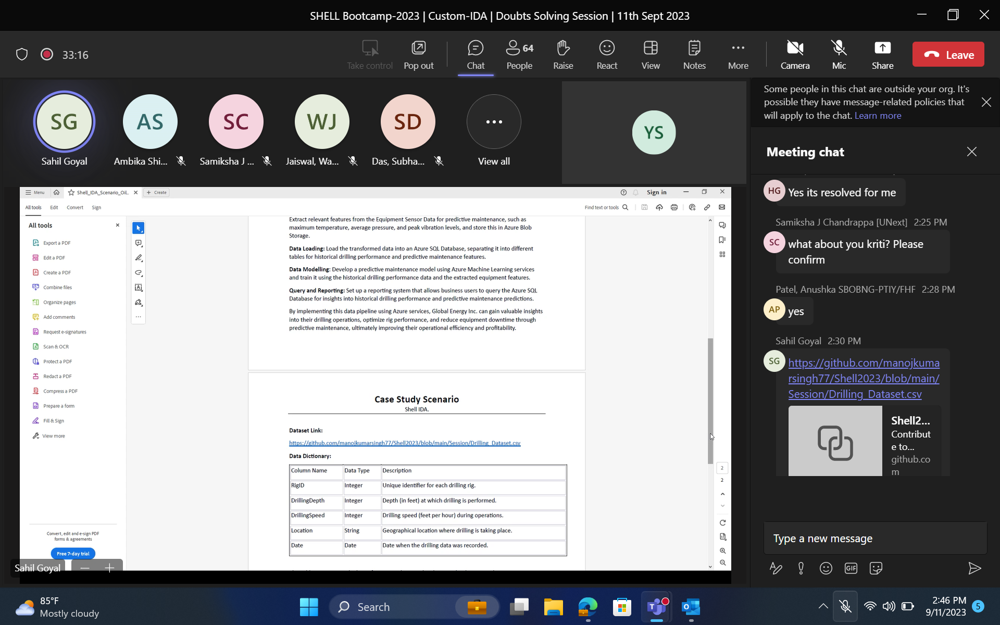 SHELL Bootcamp-2023 | Custom-IDA | Doubts Solving Session | 11th Sept 2023
33:16
Take control
Pop out
Chat
64
People
Raise
React
View
Notes
More
Camera
Mic
Share
Leave
SG
AS
SC
WJ
SD
Sahil Goyal
Ambika Shi...
Samiksha J ...
Jaiswal, Wa...
Das, Subha...
View all
YS
Some people in this chat are outside your org. It's
possible they have message-related policies that
will apply to the chat. Learn more
Meeting chat
HG
Yes its resolved for me
Samiksha J Chandrappa [UNext] 2:25 PM
SC
what about you kriti? Please
confirm
Patel, Anushka SBOBNG-PTIY/FHF 2:28 PM
AP
yes
Sahil Goyal 2:30 PM
SG
https://github.com/manojkuma
rsingh77/Shell2023/blob/main/
Session/Drilling_Dataset.csv
Shell2...
Contribut
e to...
github.co
m
Type a new message
GIF
Menu
Shell_IDA_Scenario_Oil...
Create
Sign in
All tools
Edit
Convert
Sign
Find text or tools
All tools
Export a PDF
Edit a PDF
Create a PDF
Combine files
Organize pages
Add comments
Request e-signatures
Scan & OCR
Protect a PDF
Redact a PDF
Compress a PDF
Prepare a form
Fill & Sign
View more
Convert, edit and e-sign PDF
forms & agreements
Free 7-day trial
Sahil Goyal
Extract relevant features from the Equipment Sensor Data for predictive maintenance, such as
maximum temperature, average pressure, and peak vibration levels, and store this in Azure Blob
Storage.
Data Loading: Load the transformed data into an Azure SQL Database, separating it into different
tables for historical drilling performance and predictive maintenance features.
Data Modelling: Develop a predictive maintenance model using Azure Machine Learning services
and train it using the historical drilling performance data and the extracted equipment features.
Query and Reporting: Set up a reporting system that allows business users to query the Azure SQL
Database for insights into historical drilling performance and predictive maintenance predictions.
By implementing this data pipeline using Azure services, Global Energy Inc. can gain valuable insights
into their drilling operations, optimize rig performance, and reduce equipment downtime through
predictive maintenance, ultimately improving their operational efficiency and profitability.
Case Study Scenario
Shell IDA.
Dataset Link:
https://github.com/manojkumarsingh77/Shell2023/blob/main/Session/Drilling_Dataset.csv
Data Dictionary:
Column Name Data Type Description
RigID Integer Unique identifier for each drilling rig.
DrillingDepth Integer Depth (in feet) at which drilling is performed.
DrillingSpeed Integer Drilling speed (feet per hour) during operations.
Location String Geographical location where drilling is taking place.
Date Date Date when the drilling data was recorded.
2
2
85°F
Mostly cloudy
Search
2:46 PM
9/11/2023
5